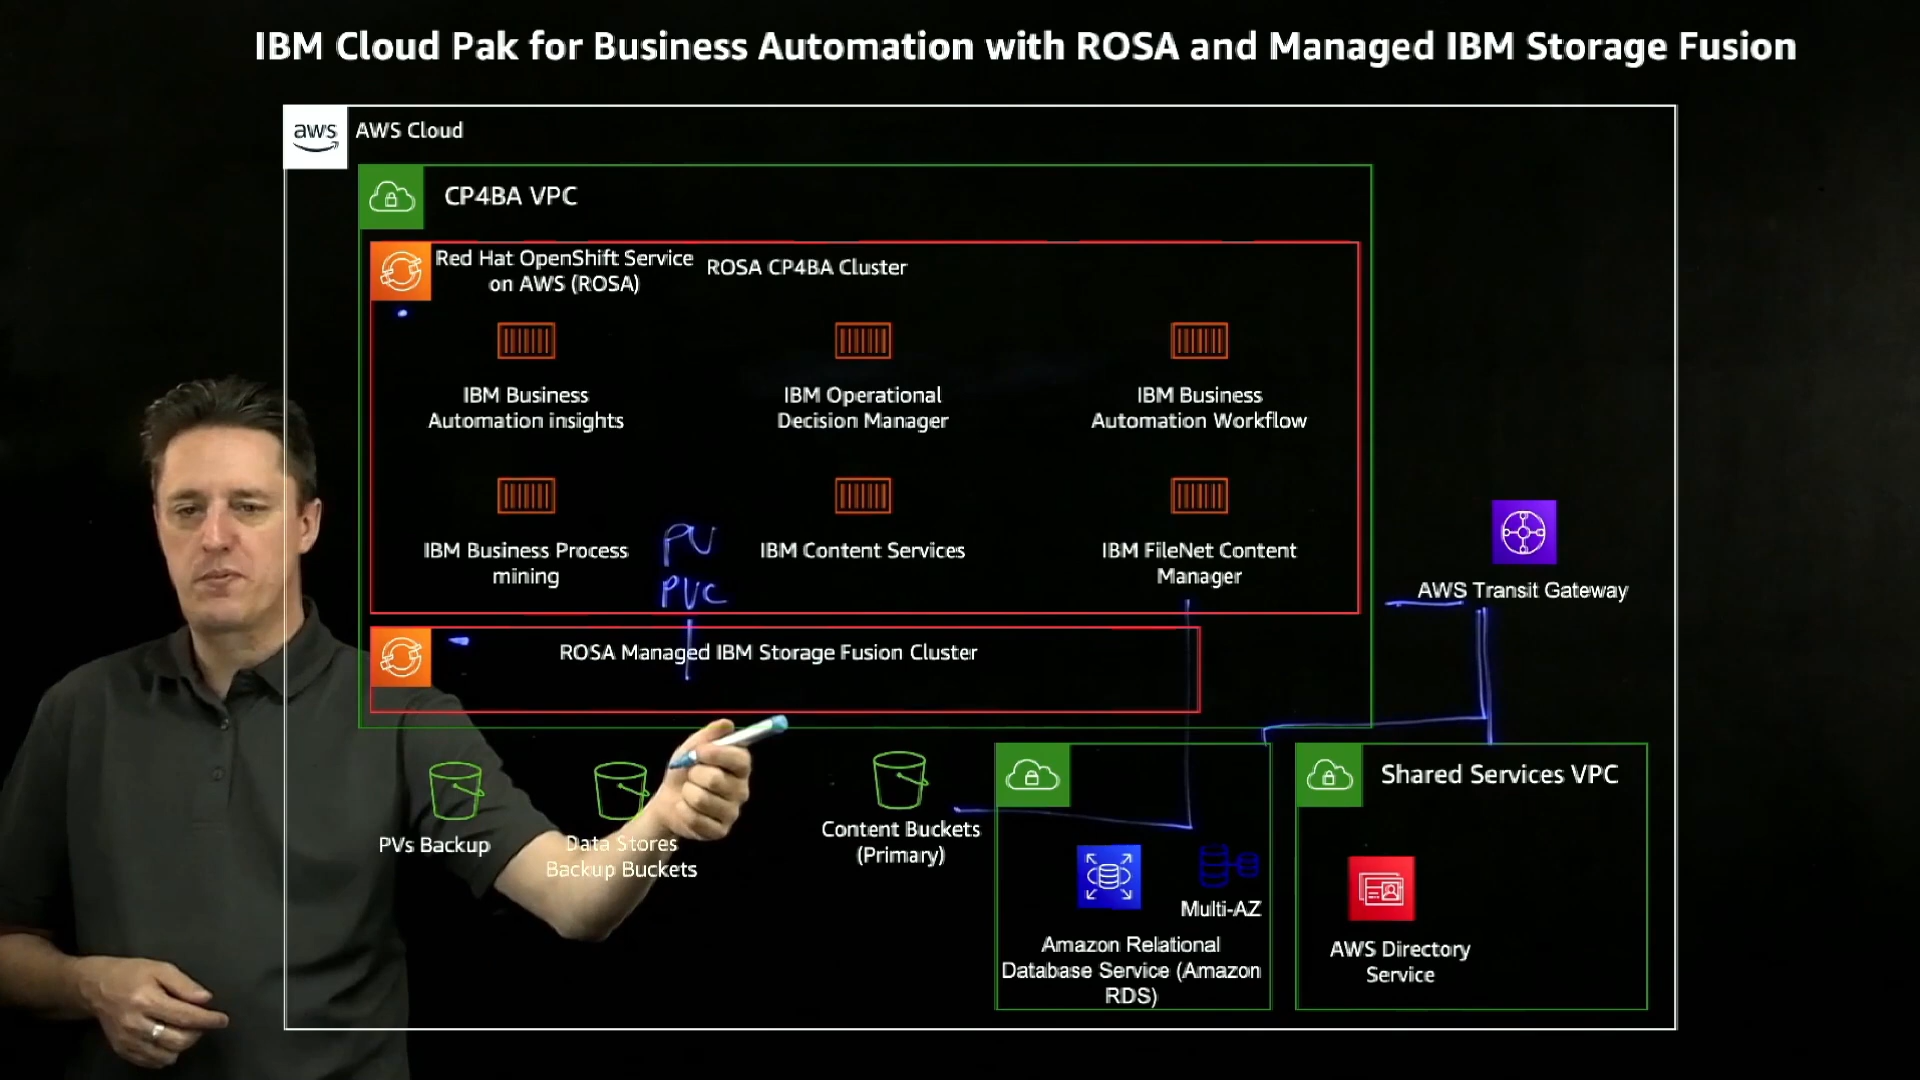 IBM Cloud Pak for Business Automation with ROSA and Managed IBM Storage Fusion
aws
AWS Cloud
CP4BA VPC
Red Hat OpenShift Service
on AWS (ROSA)
ROSA CP4BA Cluster
IBM Business
Automation insights
IBM Operational
Decision Manager
IBM Business
Automation Workflow
IBM Business Process
mining
PV
PVC
IBM Content Services
IBM FileNet Content
Manager
AWS Transit Gateway
ROSA Managed IBM Storage Fusion Cluster
PVs Backup
Data Stores
Backup Buckets
Content Buckets
(Primary)
Multi-AZ
Amazon Relational
Database Service (Amazon
RDS)
Shared Services VPC
AWS Directory
Service